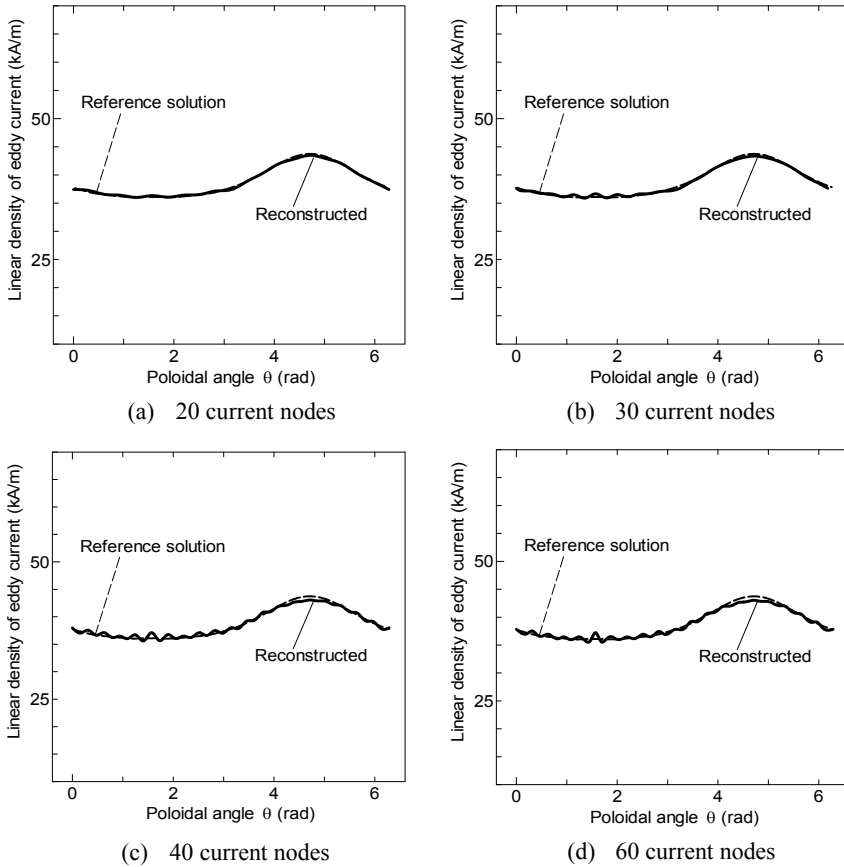 Linear density of eddy current (kA/m)
50
25
Reference solution
Reconstructed
0 2 4 6
Poloidal angle θ (rad)
(a) 20 current nodes
Linear density of eddy current (kA/m)
50
25
Reference solution
Reconstructed
0 2 4 6
Poloidal angle θ (rad)
(b) 30 current nodes
Linear density of eddy current (kA/m)
50
25
Reference solution
Reconstructed
0 2 4 6
Poloidal angle θ (rad)
(c) 40 current nodes
Linear density of eddy current (kA/m)
50
25
Reference solution
Reconstructed
0 2 4 6
Poloidal angle θ (rad)
(d) 60 current nodes